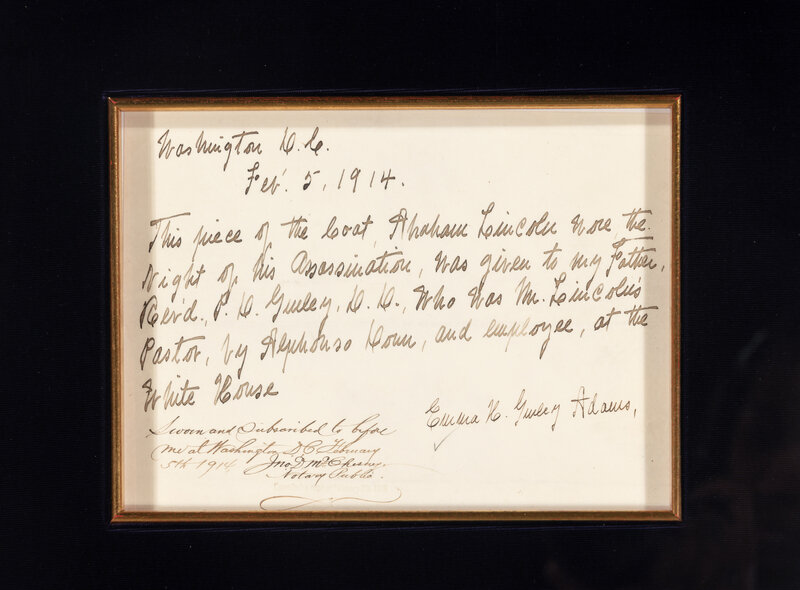 Washington D.C.
Feb. 5, 1914.
This piece of the Coat, Abraham Lincoln wore, the
Night of his Assassination, was given to my Father,
Rev'd., P. D. Gurley, D. D., Who was Mr. Lincoln's
Pastor, by Alphonso Donn, and employee, at the
White House
Emma H. Gurley Adams,
Sworn and Subscribed to before
me at Washington D C February
5th 1914
Notary Public.